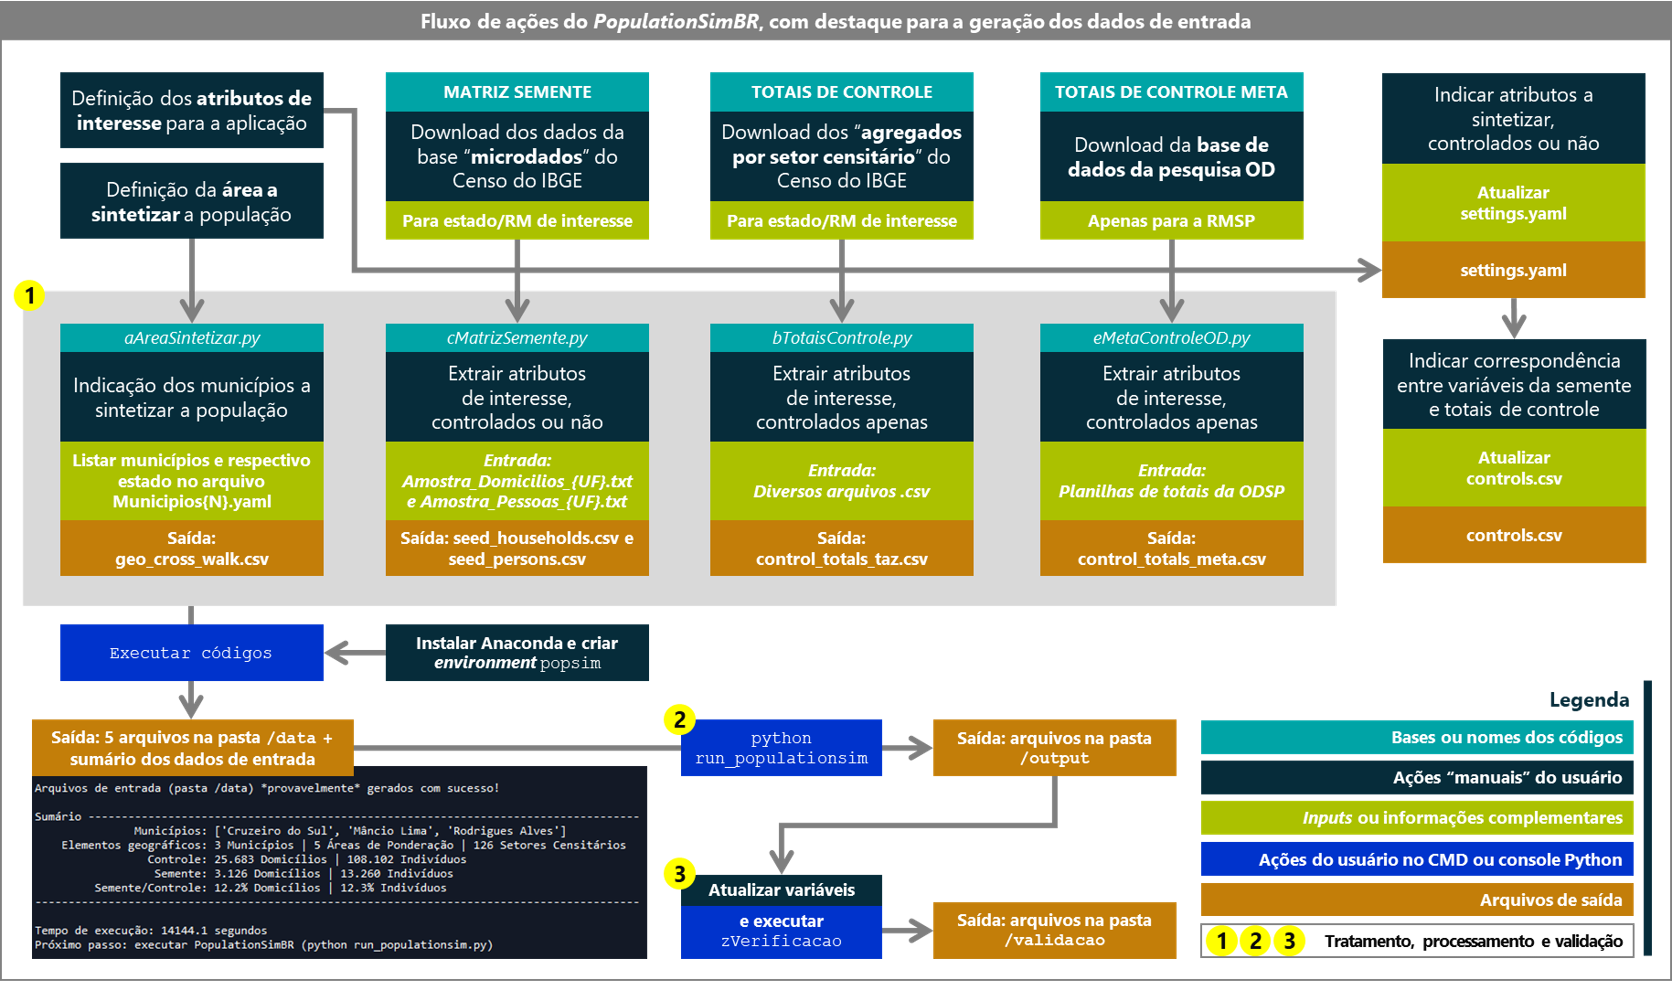 Fluxo de ações do PopulationSimBR, com destaque para a geração dos dados de entrada
Definição dos atributos de
interesse para a aplicação
Definição da área a
sintetizar a população
MATRIZ SEMENTE
Download dos dados da
base “microdados” do
Censo do IBGE
Para estado/RM de interesse
TOTAIS DE CONTROLE
Download dos “agregados
por setor censitário” do
Censo do IBGE
Para estado/RM de interesse
TOTAIS DE CONTROLE META
Download da base de
dados da pesquisa OD
Apenas para a RMSP
Indicar atributos a
sintetizar,
controlados ou não
Atualizar
settings.yaml
settings.yaml
1
aAreaSintetizar.py
Indicação dos municípios a
sintetizar a população
Listar municípios e respectivo
estado no arquivo
Municipios{N}.yaml
Saída:
geo_cross_walk.csv
cMatrizSemente.py
Extrair atributos
de interesse,
controlados ou não
Entrada:
Amostra_Domicilios_{UF}.txt
e Amostra_Pessoas_{UF}.txt
Saída: seed_households.csv e
seed_persons.csv
bTotaisControle.py
Extrair atributos
de interesse,
controlados apenas
Entrada:
Diversos arquivos .csv
Saída:
control_totals_taz.csv
eMetaControleOD.py
Extrair atributos
de interesse,
controlados apenas
Entrada:
Planilhas de totais da ODSP
Saída:
control_totals_meta.csv
Indicar correspondência
entre variáveis da semente
e totais de controle
Atualizar
controls.csv
controls.csv
Executar códigos
Instalar Anaconda e criar
environment popsim
Saída: 5 arquivos na pasta /data +
sumário dos dados de entrada
Arquivos de entrada (pasta /data) *provavelmente* gerados com sucesso!
Sumário --------------------------------------------------------------------------------
Municípios: ['Cruzeiro do Sul', 'Mâncio Lima', 'Rodrigues Alves']
Elementos geográficos: 3 Municípios | 5 Áreas de Ponderação | 126 Setores Censitários
Controle: 25.683 Domicílios | 108.102 Indivíduos
Semente: 3.126 Domicílios | 13.260 Indivíduos
Semente/Controle: 12.2% Domicílios | 12.3% Indivíduos
----------------------------------------------------------------------------------------
Tempo de execução: 14144.1 segundos
Próximo passo: executar PopulationSimBR (python run_populationsim.py)
2
python
run_populationsim
Saída: arquivos na pasta
/output
3
Atualizar variáveis
e executar
zVerificacao
Saída: arquivos na pasta
/validacao
Legenda
Bases ou nomes dos códigos
Ações “manuais” do usuário
Inputs ou informações complementares
Ações do usuário no CMD ou console Python
Arquivos de saída
1 2 3 Tratamento, processamento e validação